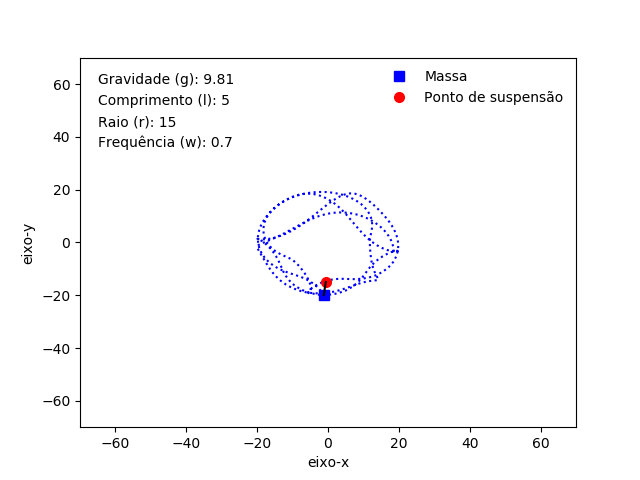 Gravidade (g): 9.81
Comprimento (l): 5
Raio (r): 15
Frequência (w): 0.7
Massa
Ponto de suspensão
60
40
20
0
−20
−40
−60
eixo-y
−60
−40
−20
0
20
40
60
eixo-x